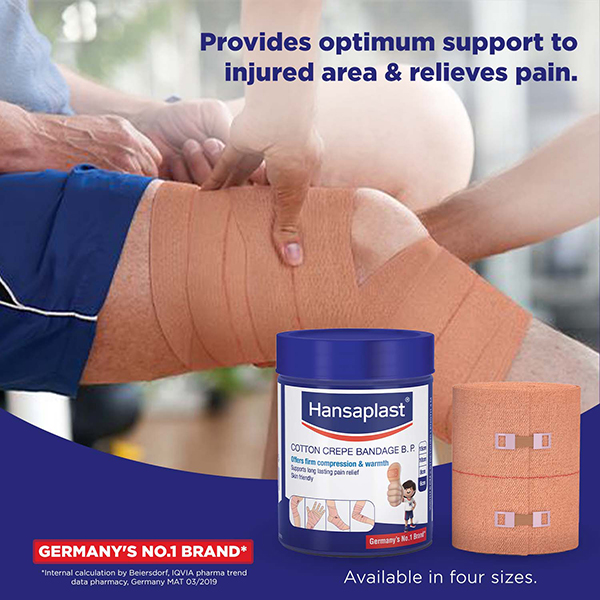 Provides optimum support to
injured area & relieves pain.
Hansaplast®
COTTON CREPE BANDAGE B. P.
Offers firm compression & warmth
Supports long lasting pain relief
Skin friendly
Germany's No.1 Brand*
GERMANY'S NO.1 BRAND*
*Internal calculation by Beiersdorf, IQVIA pharma trend
data pharmacy, Germany MAT 03/2019
Available in four sizes.